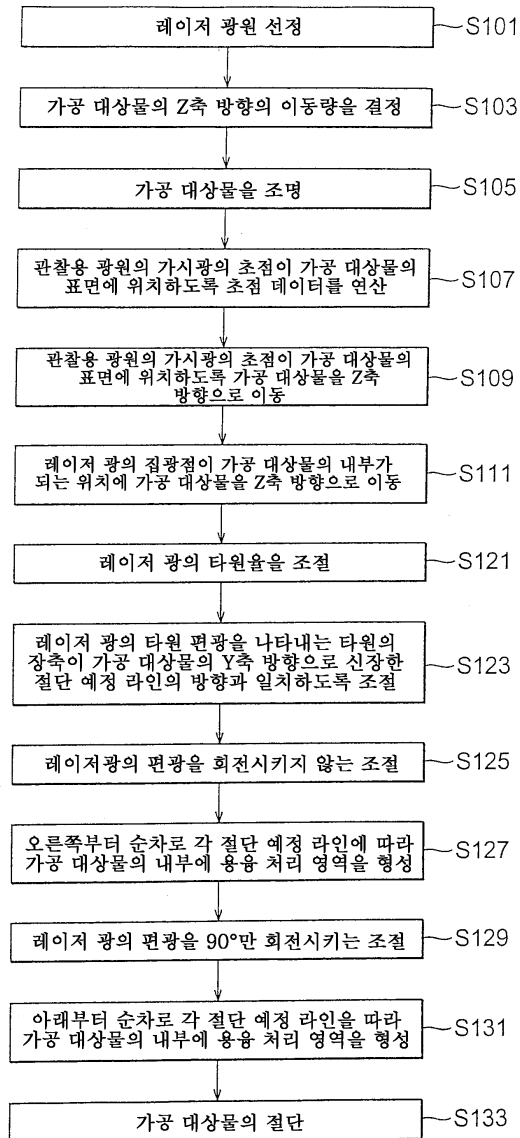 레이저 광원 선정
S101
가공 대상물의 Z축 방향의 이동량을 결정
S103
가공 대상물을 조명
S105
관찰용 광원의 가시광의 초점이 가공 대상물의
표면에 위치하도록 초점 데이터를 연산
S107
관찰용 광원의 가시광의 초점이 가공 대상물의
표면에 위치하도록 가공 대상물을 Z축
방향으로 이동
S109
레이저 광의 집광점이 가공 대상물의 내부가
되는 위치에 가공 대상물을 Z축 방향으로 이동
S111
레이저 광의 타원율을 조절
S121
레이저 광의 타원 편광을 나타내는 타원의
장축이 가공 대상물의 Y축 방향으로 신장한
절단 예정 라인의 방향과 일치하도록 조절
S123
레이저광의 편광을 회전시키지 않는 조절
S125
오른쪽부터 순차로 각 절단 예정 라인에 따라
가공 대상물의 내부에 용융 처리 영역을 형성
S127
레이저 광의 편광을 90°만 회전시키는 조절
S129
아래부터 순차로 각 절단 예정 라인을 따라
가공 대상물의 내부에 용융 처리 영역을 형성
S131
가공 대상물의 절단
S133